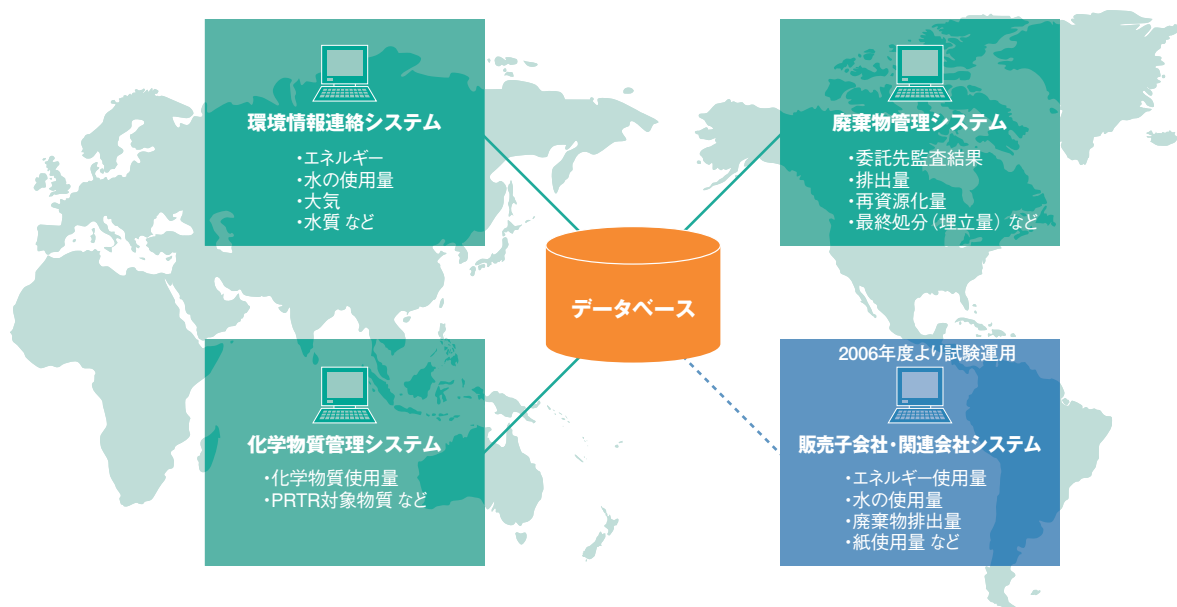 環境情報連絡システム
・エネルギー
・水の使用量
・大気
・水質 など
廃棄物管理システム
・委託先監査結果
・排出量
・再資源化量
・最終処分（埋立量）など
データベース
化学物質管理システム
・化学物質使用量
・PRTR対象物質 など
2006年度より試験運用
販売子会社・関連会社システム
・エネルギー使用量
・水の使用量
・廃棄物排出量
・紙使用量 など